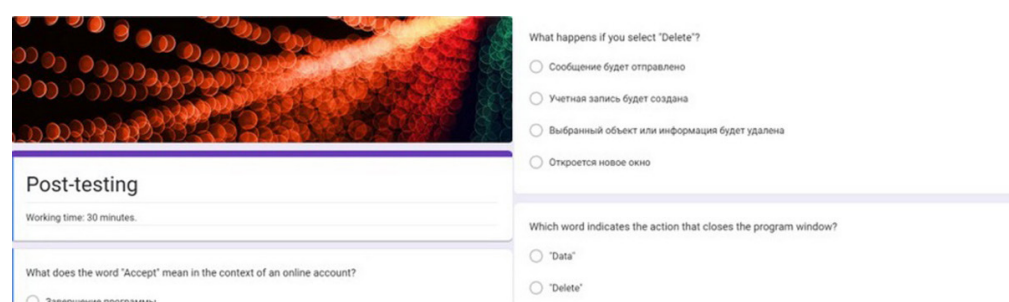 Post-testing
Working time: 30 minutes.
What does the word "Accept" mean in the context of an online account?
Завершение программы
What happens if you select "Delete"?
Сообщение будет отправлено
Учетная запись будет создана
Выбранный объект или информация будет удалена
Откроется новое окно
Which word indicates the action that closes the program window?
"Data"
"Delete"